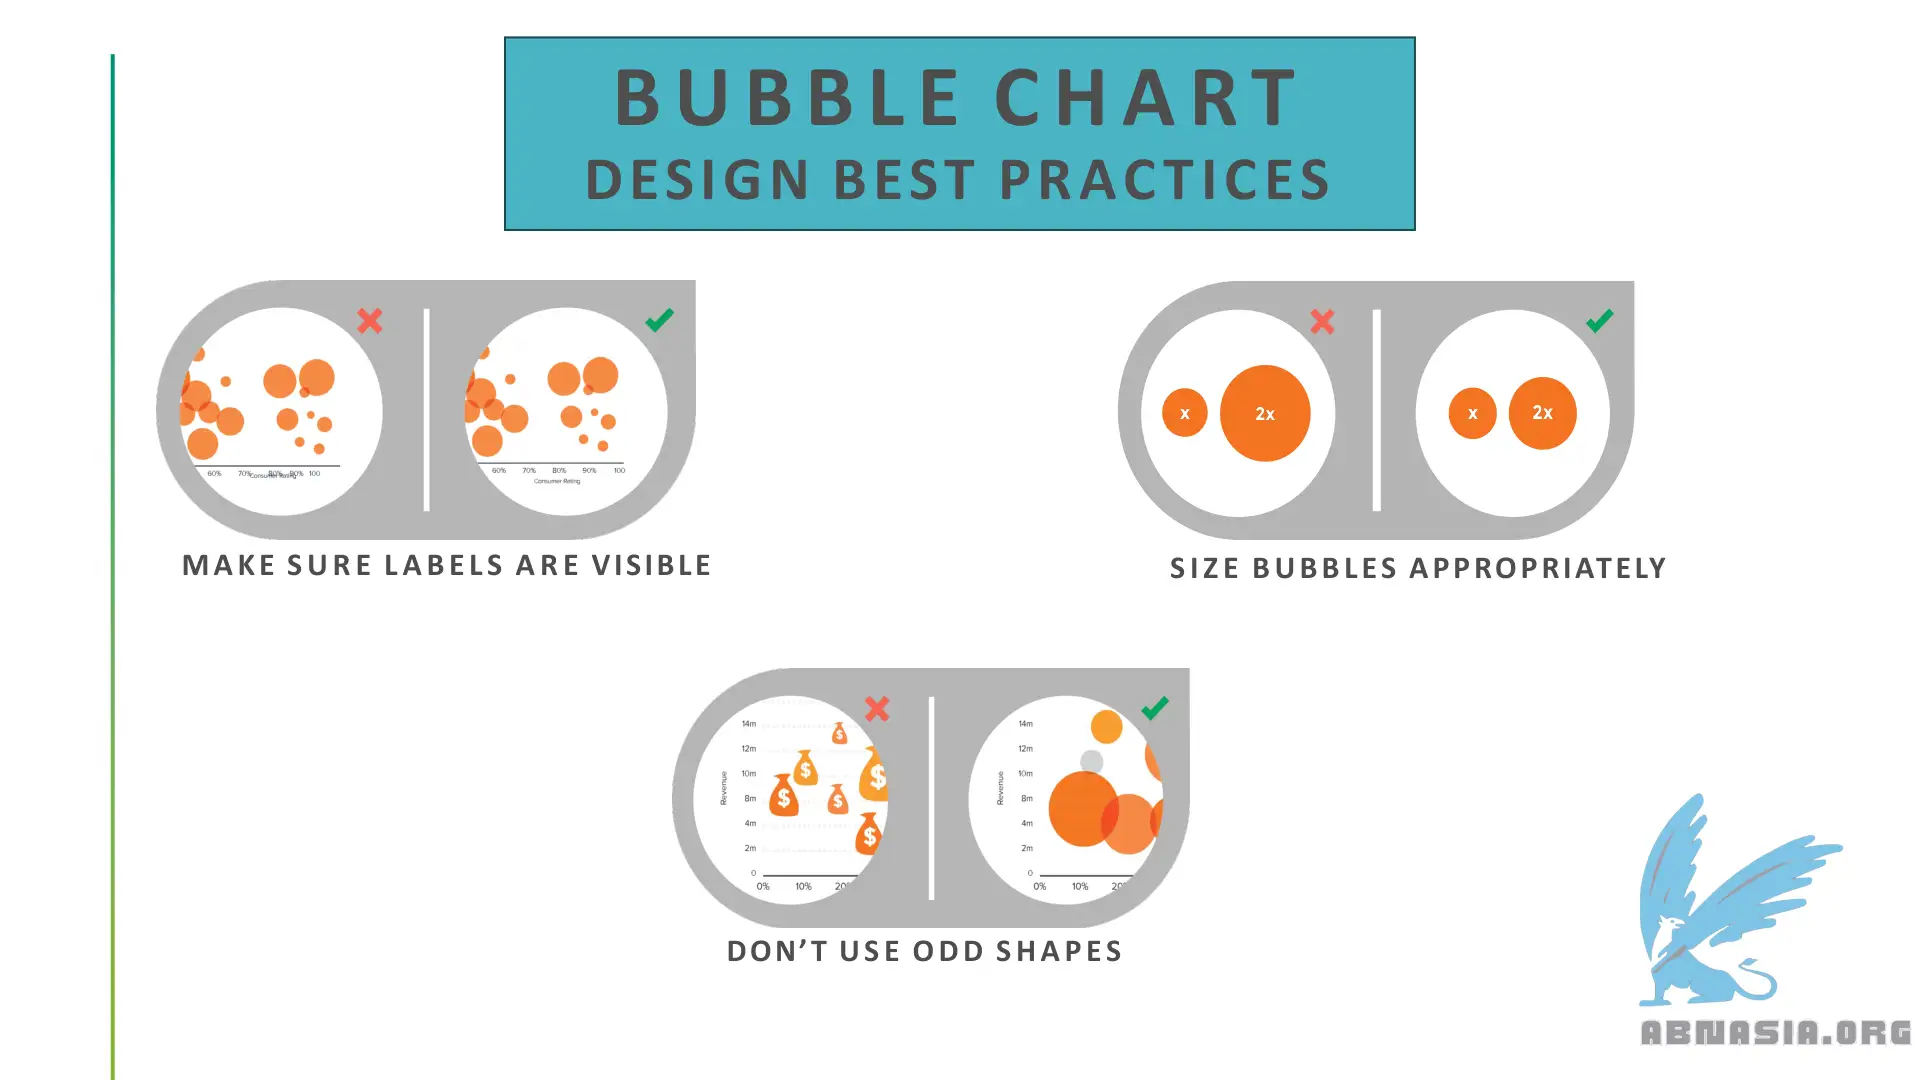 BUBBLE CHART
DESIGN BEST PRACTICES
60% 70% 80% 90% 100
Consumer Rating
60% 70% 80% 90% 100
Consumer Rating
MAKE SURE LABELS ARE VISIBLE
x 2x
x 2x
SIZE BUBBLES APPROPRIATELY
Revenue
14m
12m
10m
8m
4m
2m
0
0% 10% 20%
$ $ $ $ $ $
Revenue
14m
12m
10m
8m
4m
2m
0
0% 10% 20
DON’T USE ODD SHAPES
ABNASIA.ORG